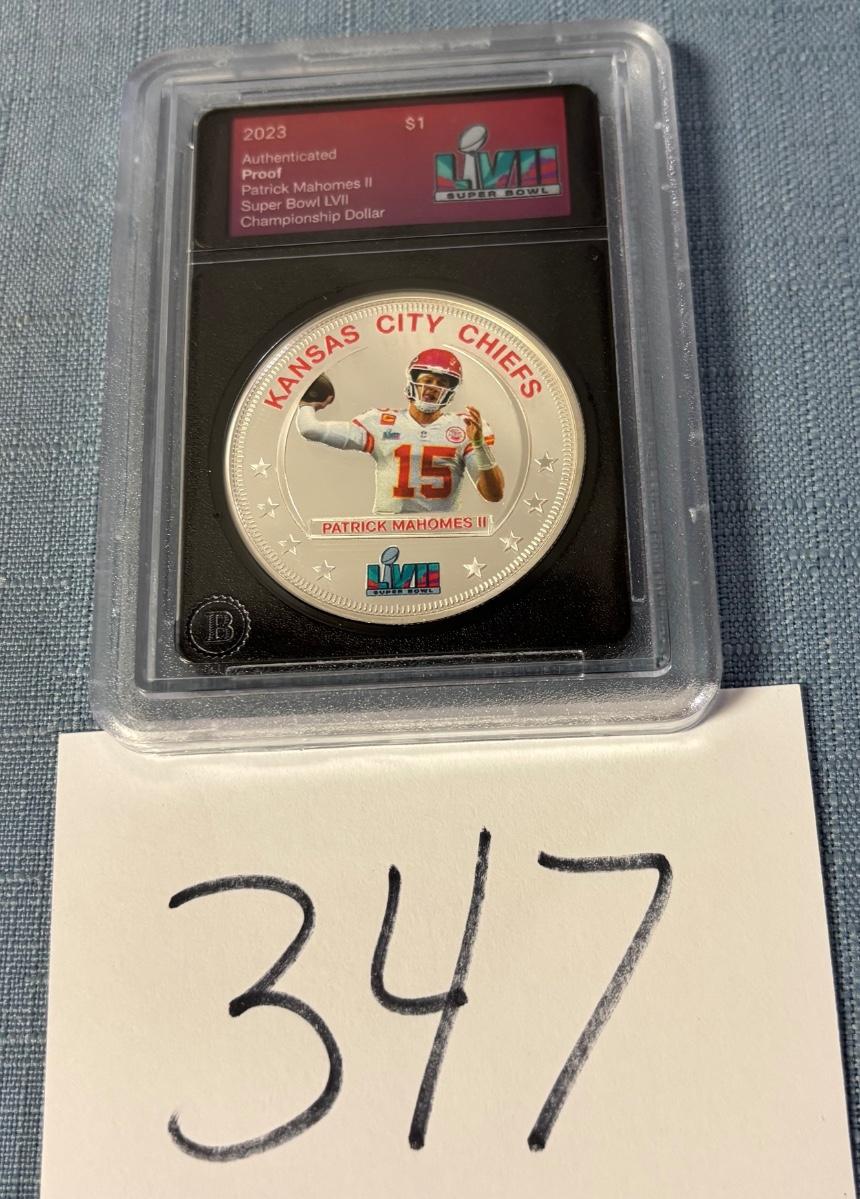 2023 $1
Authenticated
Proof
Patrick Mahomes II
Super Bowl LVII
Championship Dollar
LVII
SUPER BOWL
KANSAS CITY CHIEFS
15
PATRICK MAHOMES II
LVII
SUPER BOWL
B
347